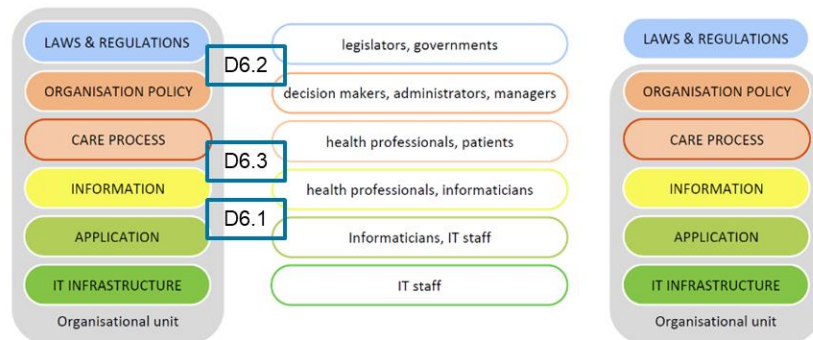 LAWS & REGULATIONS
ORGANISATION POLICY
CARE PROCESS
INFORMATION
APPLICATION
IT INFRASTRUCTURE
Organisational unit
D6.2
D6.3
D6.1
legislators, governments
decision makers, administrators, managers
health professionals, patients
health professionals, informaticians
Informaticians, IT staff
IT staff
LAWS & REGULATIONS
ORGANISATION POLICY
CARE PROCESS
INFORMATION
APPLICATION
IT INFRASTRUCTURE
Organisational unit